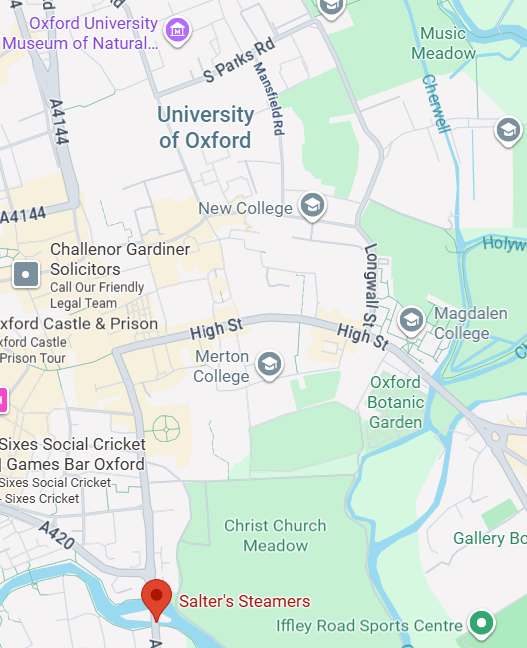 Oxford University
Museum of Natural...
Music
Meadow
S Parks Rd
Mansfield Rd
Cherwell
A4144
University
of Oxford
New College
A4144
Holyw
Challenor Gardiner
Solicitors
Call Our Friendly
Legal Team
Longwall St
xford Castle & Prison
xford Castle
Prison Tour
High St
High St
Magdalen
College
Ch
Merton
College
Oxford
Botanic
Garden
Sixes Social Cricket
| Games Bar Oxford
Sixes Social Cricket
- Sixes Cricket
A420
Christ Church
Meadow
Gallery Bo
Salter's Steamers
Iffley Road Sports Centre
A
C